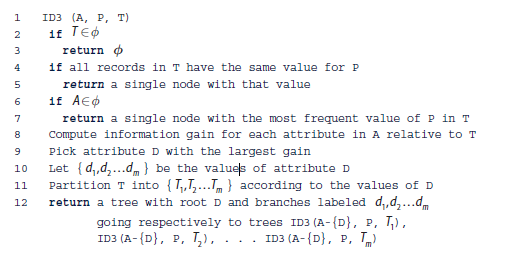 1 ID3 (A, P, T)
2 if T∈ϕ
3 return ϕ
4 if all records in T have the same value for P
5 return a single node with that value
6 if A∈ϕ
7 return a single node with the most frequent value of P in T
8 Compute information gain for each attribute in A relative to T
9 Pick attribute D with the largest gain
10 Let {d₁,d₂...dₘ} be the values of attribute D
11 Partition T into {T₁,T₂...Tₘ} according to the values of D
12 return a tree with root D and branches labeled d₁,d₂...dₘ
going respectively to trees ID3(A-{D}, P, T₁),
ID3(A-{D}, P, T₂), . . . ID3(A-{D}, P, Tₘ)